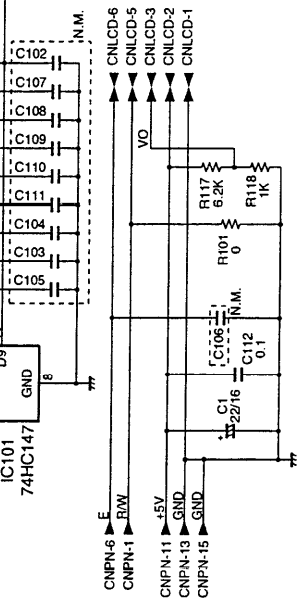 N.M.
C102
C107
C108
C109
C110
C111
C104
C103
C105
D9
GND
8
IC101
74HC147
CNLCD-6
CNLCD-5
CNLCD-3
CNLCD-2
CNLCD-1
VO
R117
6.2K
R118
1K
R101
0
N.M.
C106
C112
0.1
C1
22/16
+
E
R/W
+5V
GND
GND
CNPN-6
CNPN-1
CNPN-11
CNPN-13
CNPN-15